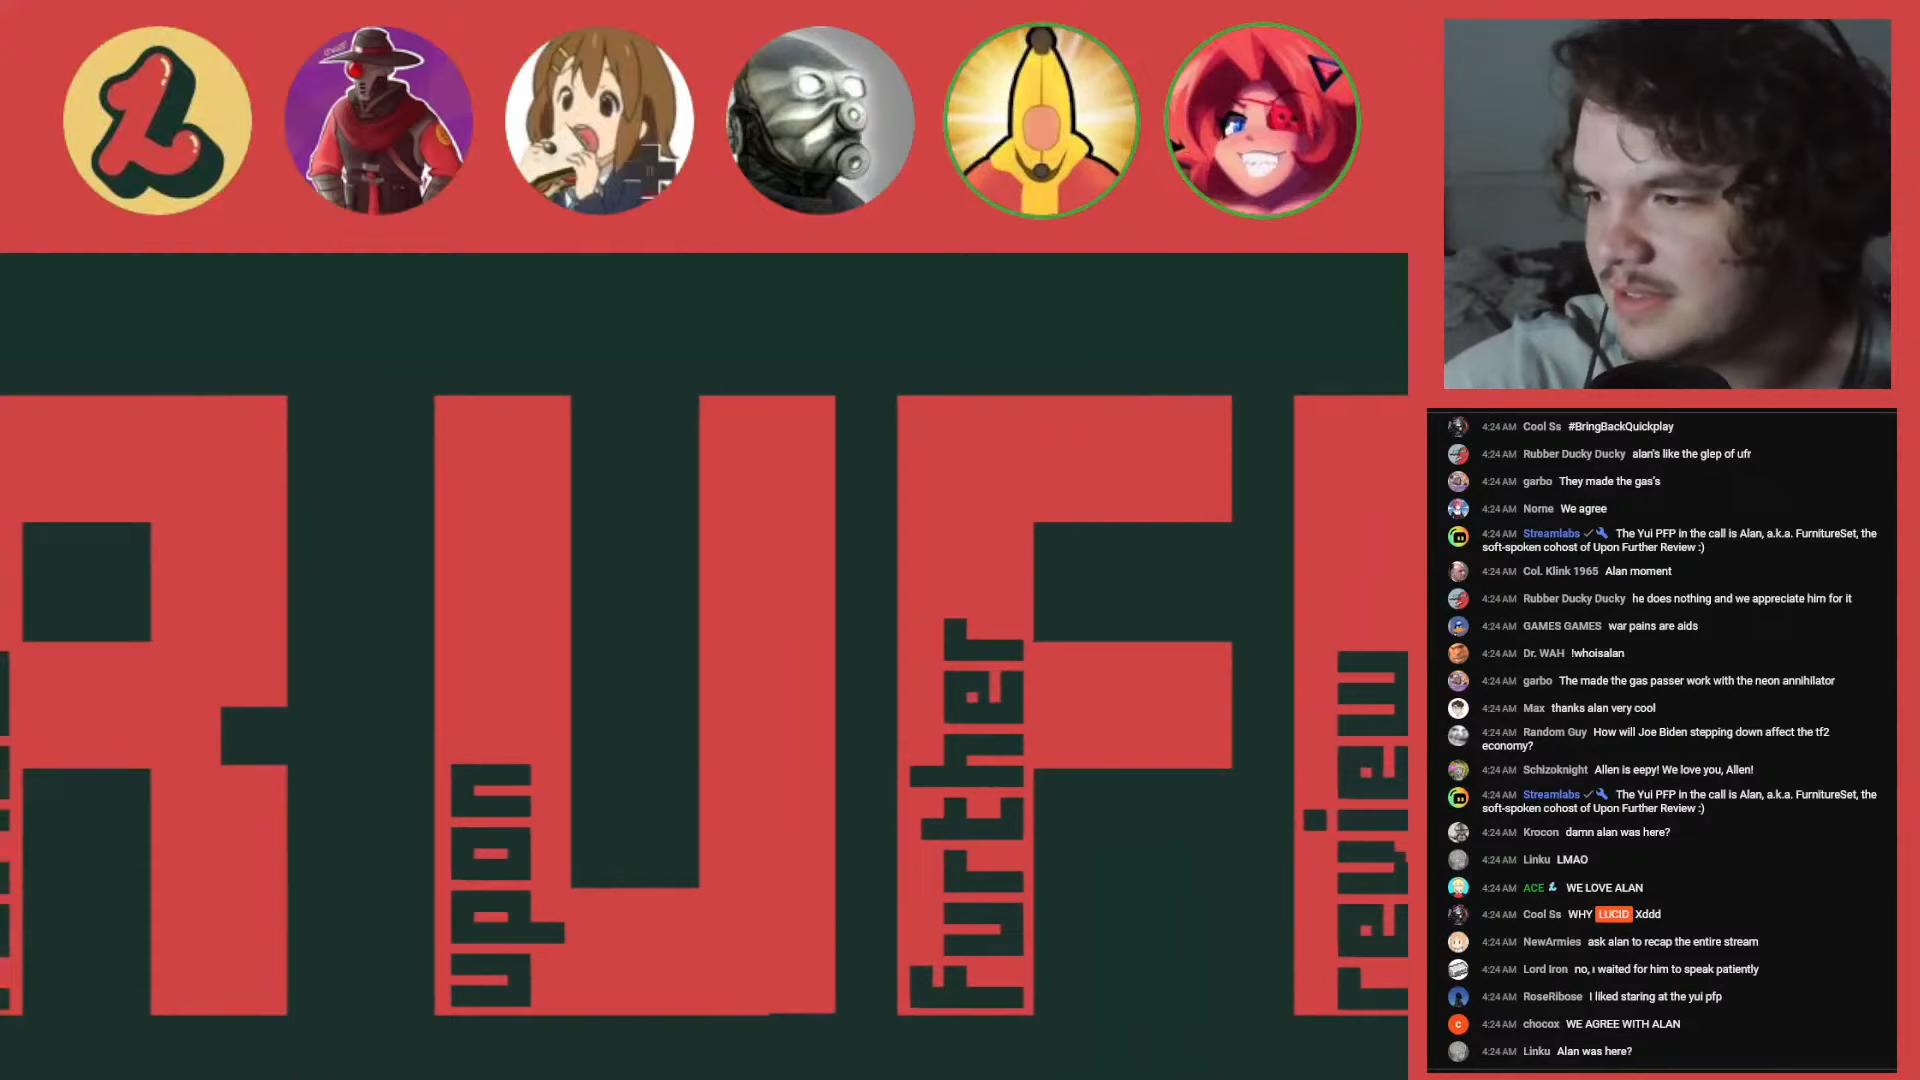 R UF
upon
further
review
4:24 AM Cool Ss #BringBackQuickplay
4:24 AM Rubber Ducky Ducky alan's like the glep of ufr
4:24 AM garbo They made the gas's
4:24 AM Norne We agree
4:24 AM Streamlabs The Yui PFP in the call is Alan, a.k.a. FurnitureSet, the
soft-spoken cohost of Upon Further Review :)
4:24 AM Col. Klink 1965 Alan moment
4:24 AM Rubber Ducky Ducky he does nothing and we appreciate him for it
4:24 AM GAMES GAMES war pains are aids
4:24 AM Dr. WAH !whoisalan
4:24 AM garbo The made the gas passer work with the neon annihilator
4:24 AM Max thanks alan very cool
4:24 AM Random Guy How will Joe Biden stepping down affect the tf2
economy?
4:24 AM Schizoknight Allen is eepy! We love you, Allen!
4:24 AM Streamlabs The Yui PFP in the call is Alan, a.k.a. FurnitureSet, the
soft-spoken cohost of Upon Further Review :)
4:24 AM Krocon damn alan was here?
4:24 AM Linku LMAO
4:24 AM ACE WE LOVE ALAN
4:24 AM Cool Ss WHY LUCID Xddd
4:24 AM NewArmies ask alan to recap the entire stream
4:24 AM Lord Iron no, i waited for him to speak patiently
4:24 AM RoseRibose I liked staring at the yui pfp
4:24 AM chocox WE AGREE WITH ALAN
4:24 AM Linku Alan was here?